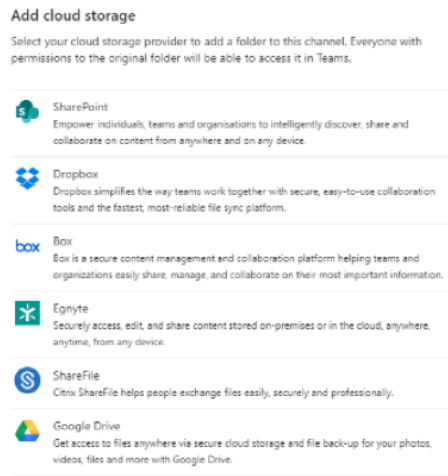 Add cloud storage
Select your cloud storage provider to add a folder to this channel. Everyone with
permissions to the original folder will be able to access it in Teams.
SharePoint
Empower individuals, teams and organisations to intelligently discover, share and
collaborate on content from anywhere and on any device.
Dropbox
Dropbox simplifies the way teams work together with secure, easy-to-use collaboration
tools and the fastest, most-reliable file sync platform.
box
Box
Box is a secure content management and collaboration platform helping teams and
organizations easily share, manage, and collaborate on their most important information.
Egnyte
Securely access, edit, and share content stored on-premises or in the cloud, anywhere,
anytime, from any device.
ShareFile
Citrix ShareFile helps people exchange files easily, securely and professionally.
Google Drive
Get access to files anywhere via secure cloud storage and file back-up for your photos,
videos, files and more with Google Drive.